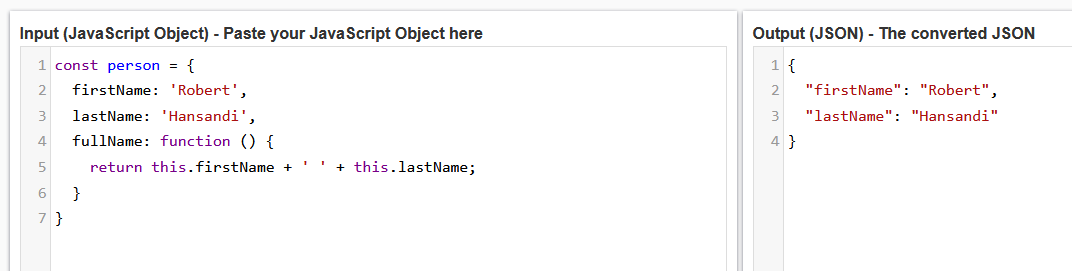 Input (JavaScript Object) - Paste your JavaScript Object here
1 const person = {
2   firstName: 'Robert',
3   lastName: 'Hansandi',
4   fullName: function () {
5     return this.firstName + ' ' + this.lastName;
6   }
7 }
Output (JSON) - The converted JSON
1 {
2   "firstName": "Robert",
3   "lastName": "Hansandi"
4 }